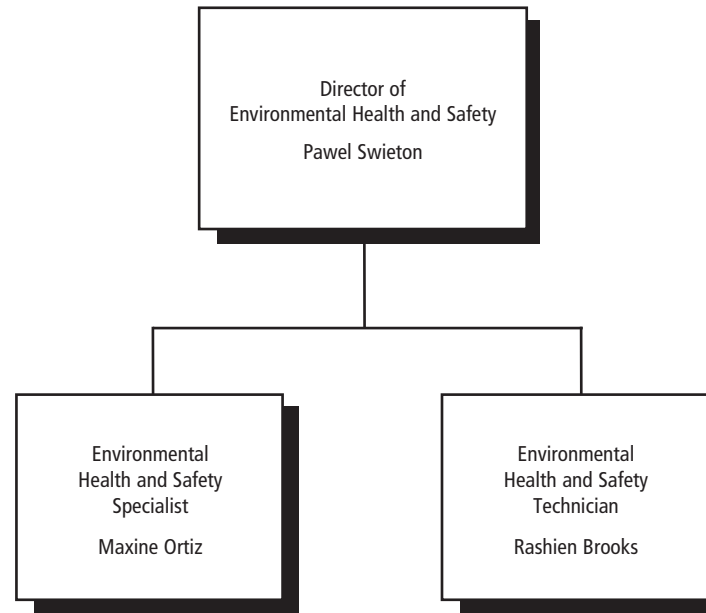 Director of
Environmental Health and Safety
Pawel Swieton
Environmental
Health and Safety
Specialist
Maxine Ortiz
Environmental
Health and Safety
Technician
Rashien Brooks